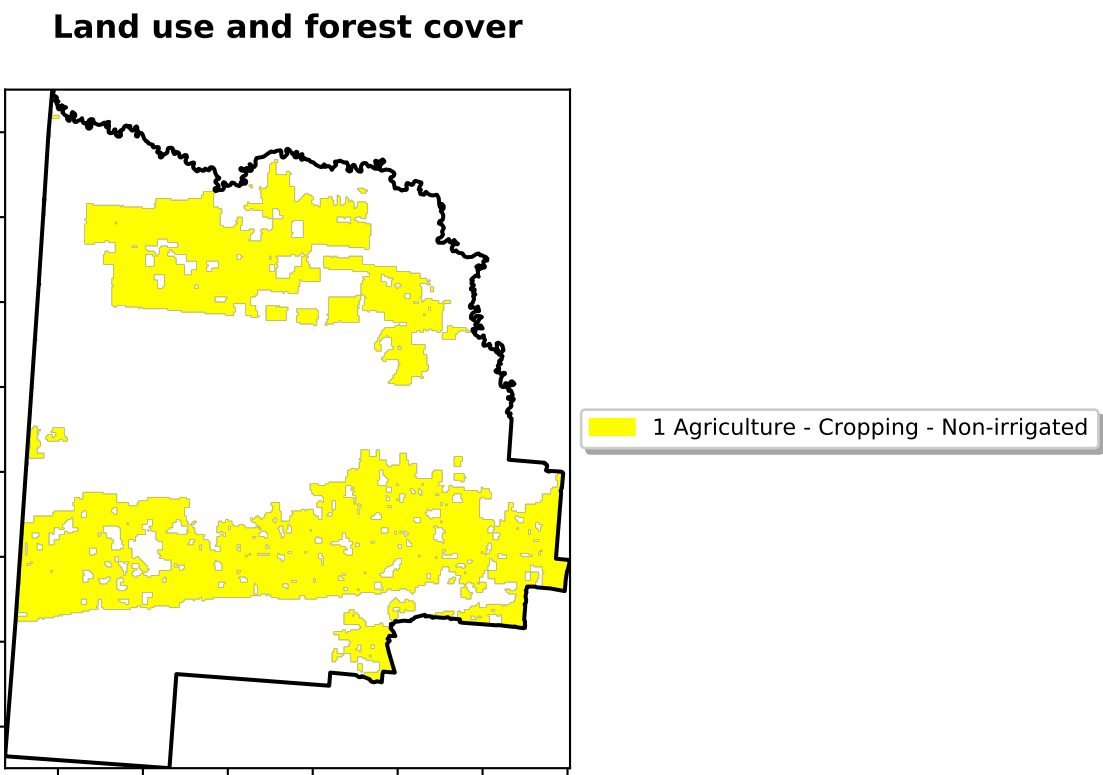 Land use and forest cover
1 Agriculture - Cropping - Non-irrigated